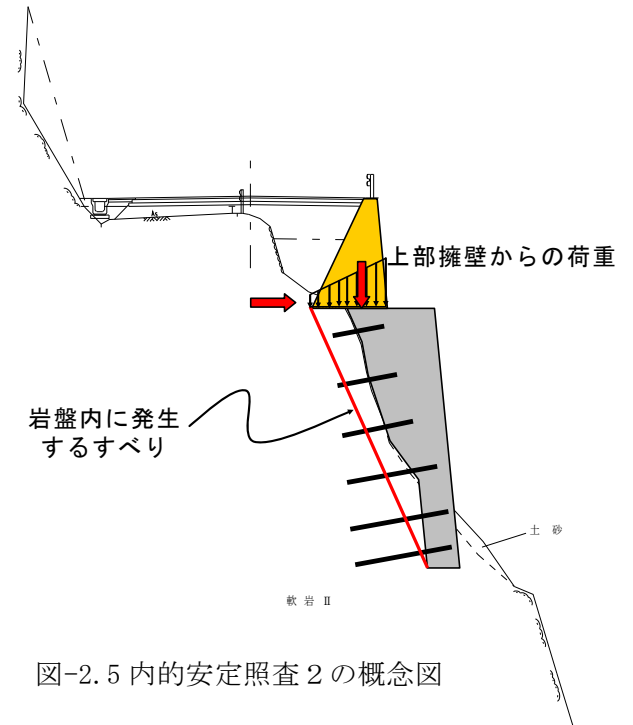 As
上部擁壁からの荷重
岩盤内に発生
するすべり
土 砂
軟 岩 Ⅱ
図-2.5 内的安定照査２の概念図